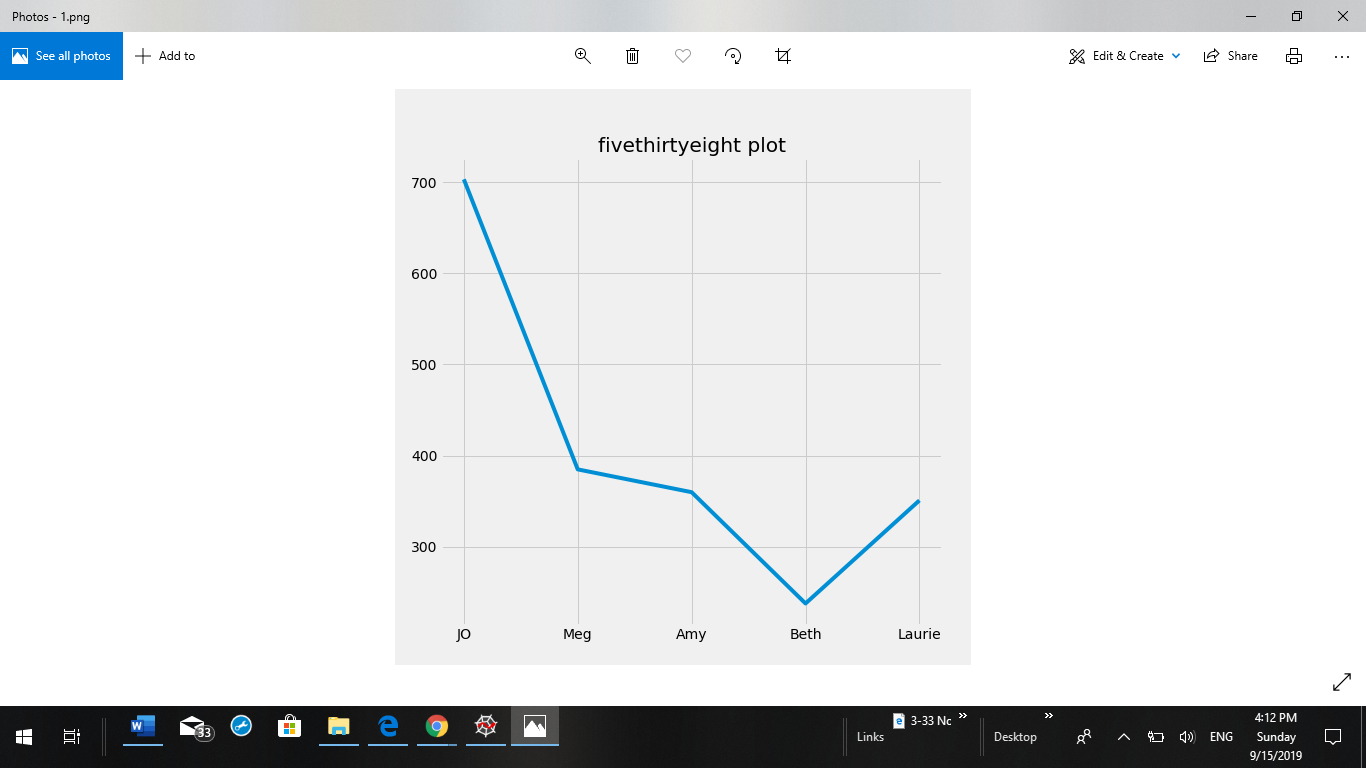 Photos - 1.png
See all photos
Add to
Edit & Create
Share
fivethirtyeight plot
700
600
500
400
300
JO Meg Amy Beth Laurie
33
Links
3-33 Nc
Desktop
ENG
4:12 PM
Sunday
9/15/2019